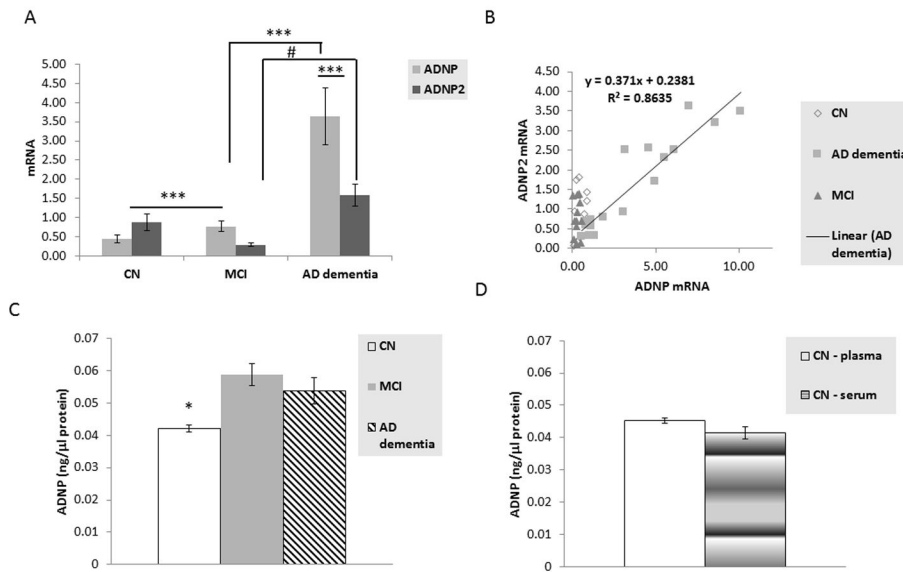 A
***
#
***
***
5.00
4.50
4.00
3.50
3.00
2.50
2.00
1.50
1.00
0.50
0.00
mRNA
CN
MCI
AD dementia
ADNP
ADNP2
B
4.50
4.00
3.50
3.00
2.50
2.00
1.50
1.00
0.50
0.00
ADNP2 mRNA
y = 0.371x + 0.2381
R² = 0.8635
0.00
5.00
10.00
ADNP mRNA
CN
AD dementia
MCI
Linear (AD
dementia)
C
0.07
0.06
0.05
0.04
0.03
0.02
0.01
0
ADNP (ng/µl protein)
*
CN
MCI
AD
dementia
D
0.07
0.06
0.05
0.04
0.03
0.02
0.01
0
ADNP (ng/µl protein)
CN - plasma
CN - serum